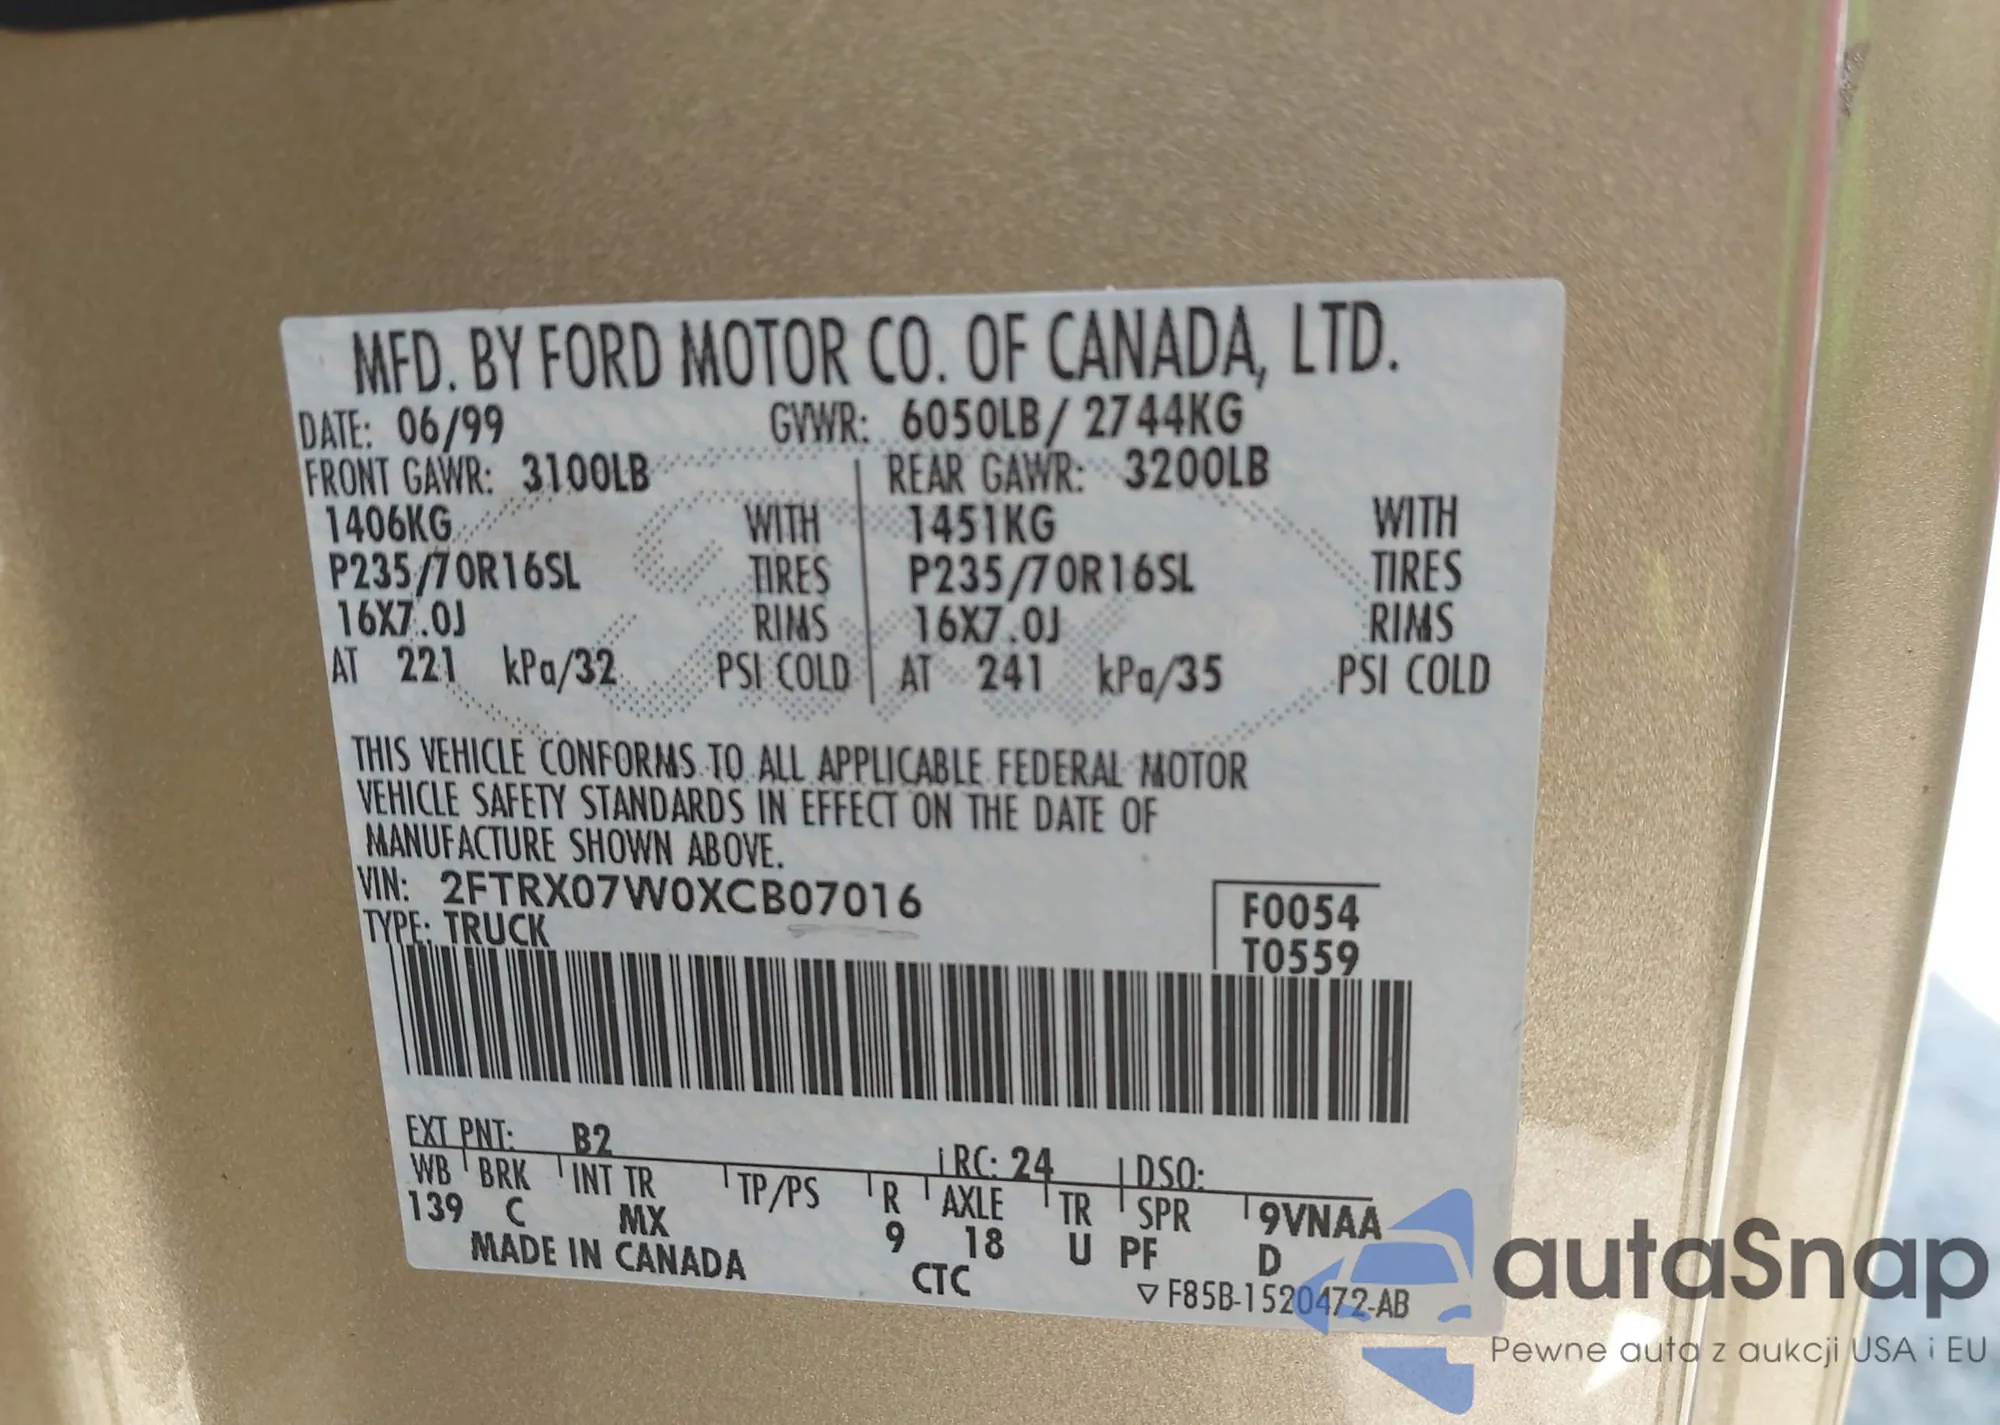 MFD. BY FORD MOTOR CO. OF CANADA, LTD.
DATE: 06/99 GVWR: 6050LB/ 2744KG
FRONT GAWR: 3100LB REAR GAWR: 3200LB
1406KG WITH 1451KG WITH
P235/70R16SL TIRES P235/70R16SL TIRES
16X7.0J RIMS 16X7.0J RIMS
AT 221 kPa/32 PSI COLD AT 241 kPa/35 PSI COLD
THIS VEHICLE CONFORMS TO ALL APPLICABLE FEDERAL MOTOR
VEHICLE SAFETY STANDARDS IN EFFECT ON THE DATE OF
MANUFACTURE SHOWN ABOVE.
VIN: 2FTRX07W0XCB07016 F0054
TYPE: TRUCK T0559
EXT PNT: B2 RC: 24 DSO:
WB BRK INT TR TP/PS R AXLE TR SPR 9VNAA
139 C MX 9 18 U PF D
MADE IN CANADA CTC ▽F85B-1520472-AB
autaSnap
Pewne auta z aukcji USA i EU